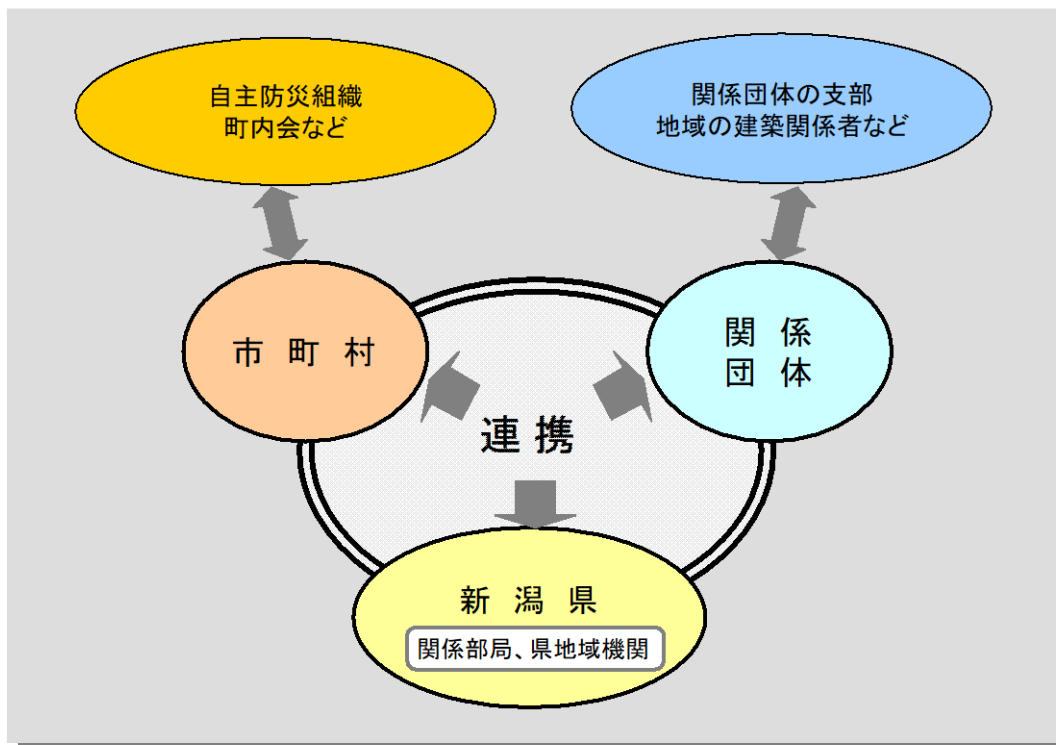 自主防災組織
町内会など
関係団体の支部
地域の建築関係者など
市 町 村
関 係
団 体
連 携
新 潟 県
関係部局、県地域機関